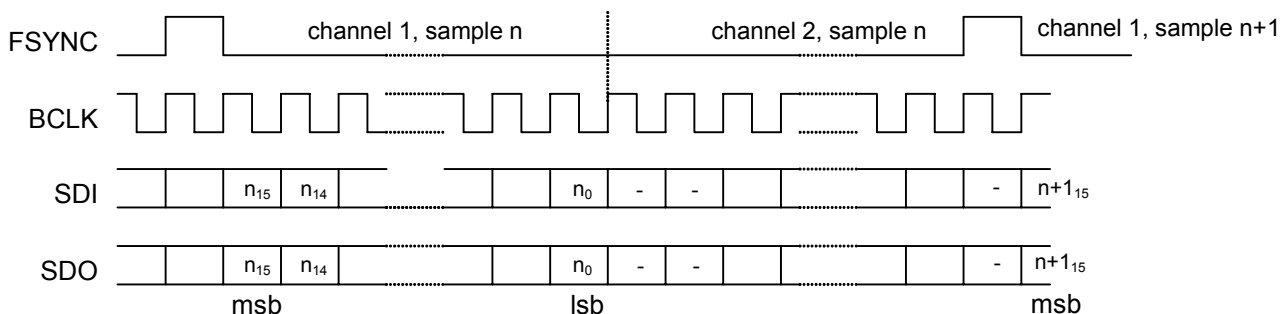 FSYNC channel 1, sample n channel 2, sample n channel 1, sample n+1
BCLK
SDI n₁₅ n₁₄ n₀ - - - n+1₁₅
SDO n₁₅ n₁₄ n₀ - - - n+1₁₅
msb lsb msb